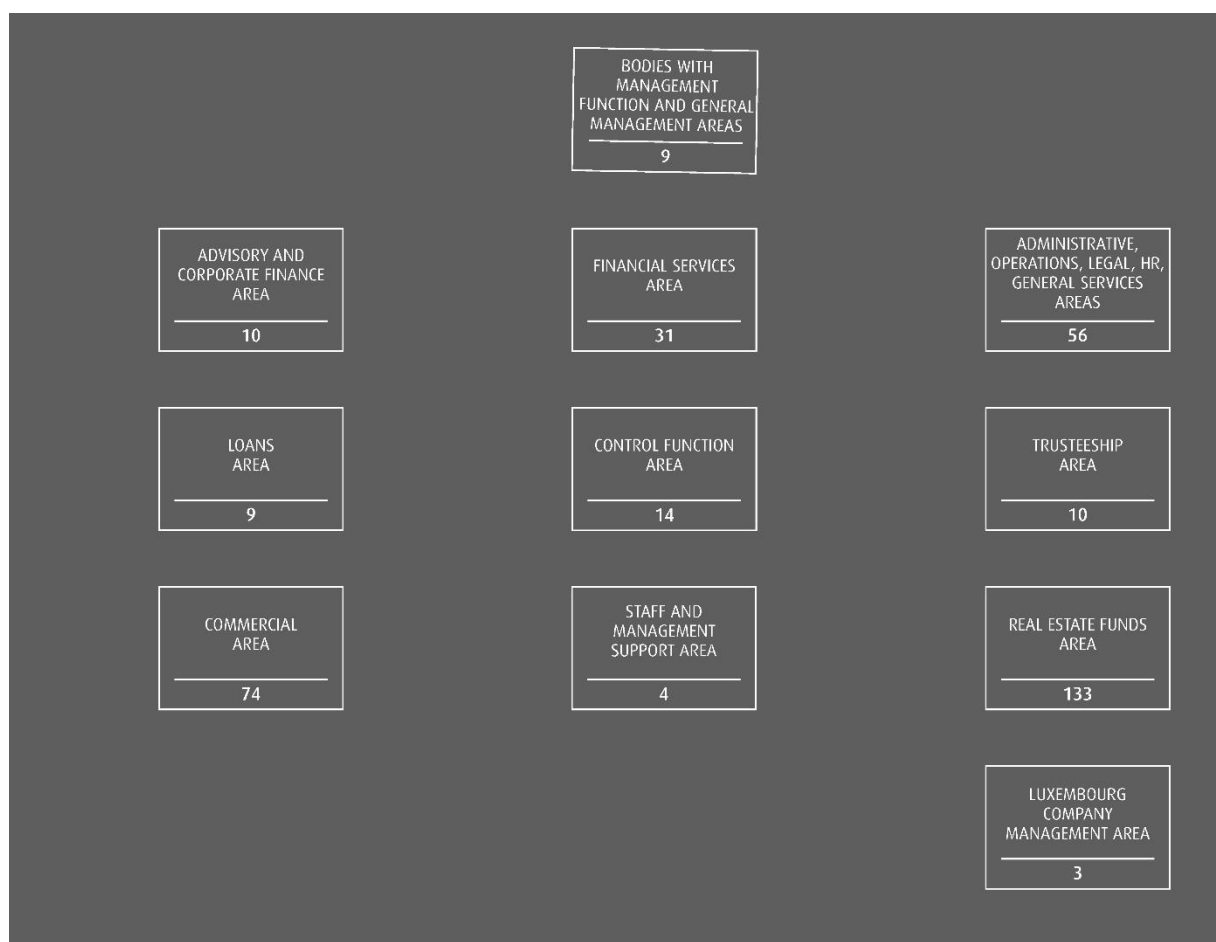 BODIES WITH
MANAGEMENT
FUNCTION AND GENERAL
MANAGEMENT AREAS
9
ADVISORY AND
CORPORATE FINANCE
AREA
10
FINANCIAL SERVICES
AREA
31
ADMINISTRATIVE,
OPERATIONS, LEGAL, HR,
GENERAL SERVICES
AREAS
56
LOANS
AREA
9
CONTROL FUNCTION
AREA
14
TRUSTEESHIP
AREA
10
COMMERCIAL
AREA
74
STAFF AND
MANAGEMENT
SUPPORT AREA
4
REAL ESTATE FUNDS
AREA
133
LUXEMBOURG
COMPANY
MANAGEMENT AREA
3